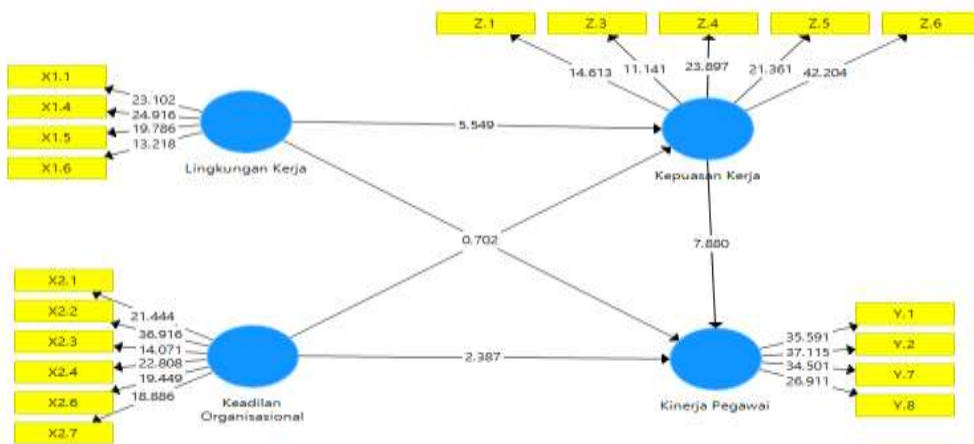 Z.1
Z.3
Z.4
Z.5
Z.6
14.613
11.141
23.897
21.361
42.204
X1.1
X1.4
X1.5
X1.6
23.102
24.916
19.786
13.218
Lingkungan Kerja
5.549
Kepuasan Kerja
0.702
7.880
X2.1
X2.2
X2.3
X2.4
X2.6
X2.7
21.444
36.916
14.071
22.808
19.449
18.886
Keadilan
Organisasional
2.387
Kinerja Pegawai
35.591
37.115
34.501
26.911
Y.1
Y.2
Y.7
Y.8